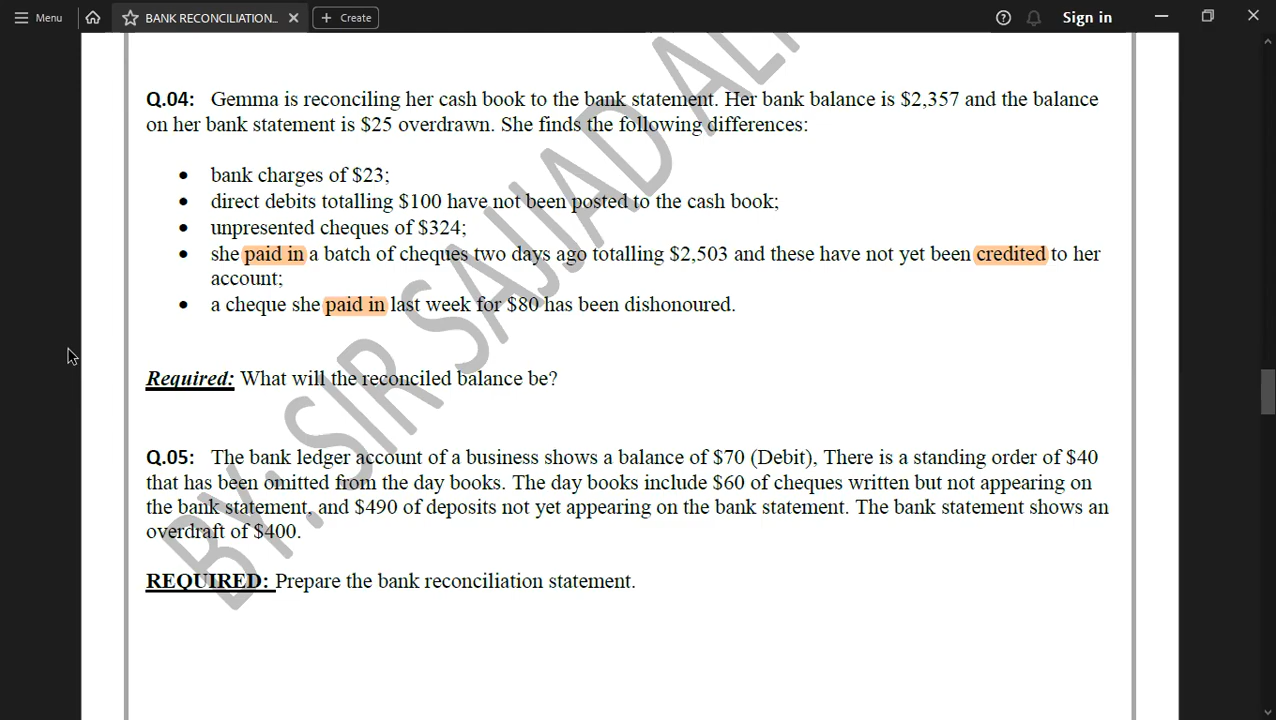 Menu
BANK RECONCILIATION...
Create
Sign in
Q.04: Gemma is reconciling her cash book to the bank statement. Her bank balance is $2,357 and the balance
on her bank statement is $25 overdrawn. She finds the following differences:
• bank charges of $23;
• direct debits totalling $100 have not been posted to the cash book;
• unpresented cheques of $324;
• she paid in a batch of cheques two days ago totalling $2,503 and these have not yet been credited to her
account;
• a cheque she paid in last week for $80 has been dishonoured.
Required: What will the reconciled balance be?
Q.05: The bank ledger account of a business shows a balance of $70 (Debit), There is a standing order of $40
that has been omitted from the day books. The day books include $60 of cheques written but not appearing on
the bank statement, and $490 of deposits not yet appearing on the bank statement. The bank statement shows an
overdraft of $400.
REQUIRED: Prepare the bank reconciliation statement.
BY: SIR SAJJAD ALI